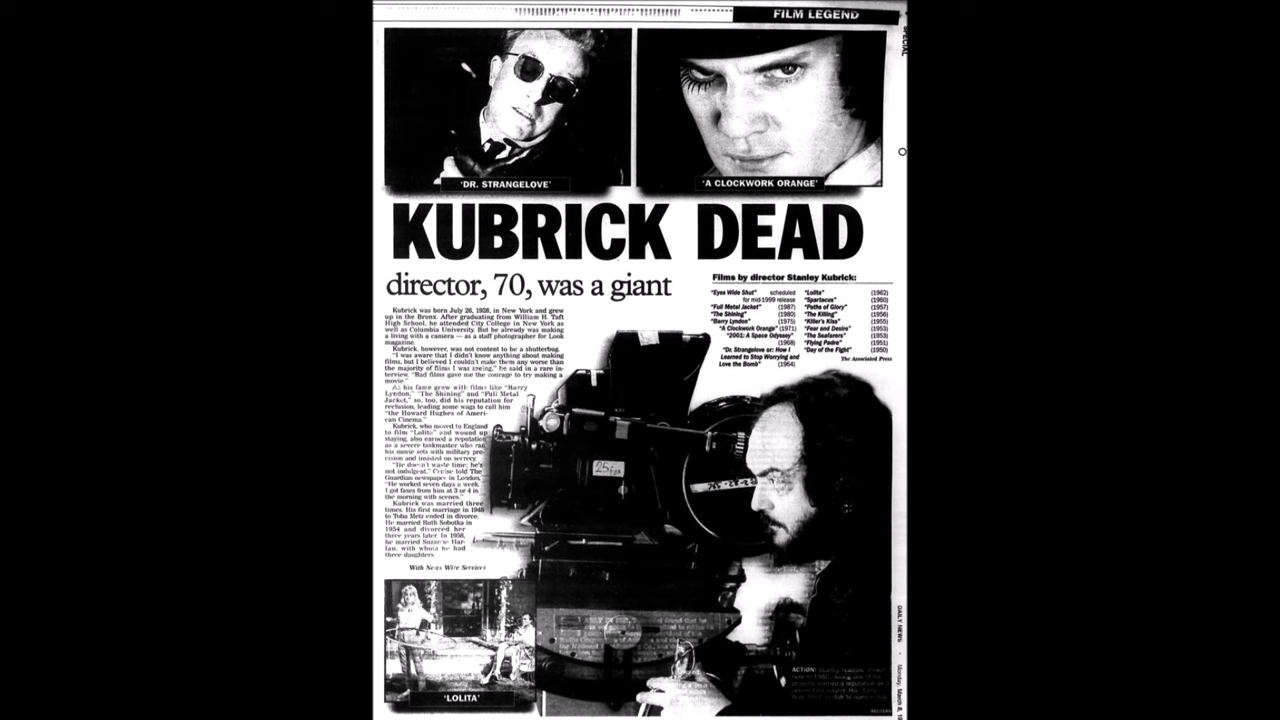 FILM LEGEND
SPECIAL
'DR. STRANGELOVE'
'A CLOCKWORK ORANGE'
KUBRICK DEAD
director, 70, was a giant
Kubrick was born July 26, 1928, in New York and grew
up in the Bronx. After graduating from William H. Taft
High School, he attended City College in New York as
well as Columbia University. But he already was making
a living with a camera — as a staff photographer for Look
magazine.
Kubrick, however, was not content to be a shutterbug.
"I was aware that I didn't know anything about making
films, but I believed I couldn't make them any worse than
the majority of films I was seeing," he said in a rare in-
terview. "Bad films gave me the courage to try making a
movie."
As his fame grew with films like "Barry
Lyndon," "The Shining" and "Full Metal
Jacket," so, too, did his reputation for
reclusion, leading some wags to call him
"the Howard Hughes of Ameri-
can Cinema."
Kubrick, who moved to England
to film "Lolita" and wound up
staying, also earned a reputation
as a severe taskmaster who ran
his movie sets with military pre-
cision and insisted on secrecy.
"He doesn't waste time; he's
not indulgent," Cruise told The
Guardian newspaper in London.
"He worked seven days a week.
I got faxes from him at 3 or 4 in
the morning with scenes."
Kubrick was married three
times. His first marriage in 1948
to Toba Metz ended in divorce.
He married Ruth Sobotka in
1954 and divorced her
three years later. In 1958,
he married Suzanne Har-
lan, with whom he had
three daughters.
With News Wire Services
Films by director Stanley Kubrick:
"Eyes Wide Shut" scheduled
for mid-1999 release
"Full Metal Jacket" (1987)
"The Shining" (1980)
"Barry Lyndon" (1975)
"A Clockwork Orange" (1971)
"2001: A Space Odyssey"
(1968)
"Dr. Strangelove or: How I
Learned to Stop Worrying and
Love the Bomb" (1964)
"Lolita" (1962)
"Spartacus" (1960)
"Paths of Glory" (1957)
"The Killing" (1956)
"Killer's Kiss" (1955)
"Fear and Desire" (1953)
"The Seafarers" (1953)
"Flying Padre" (1951)
"Day of the Fight" (1950)
The Associated Press
25
'LOLITA'
ACTION:
REUTERS
DAILY NEWS
Monday, March 8,